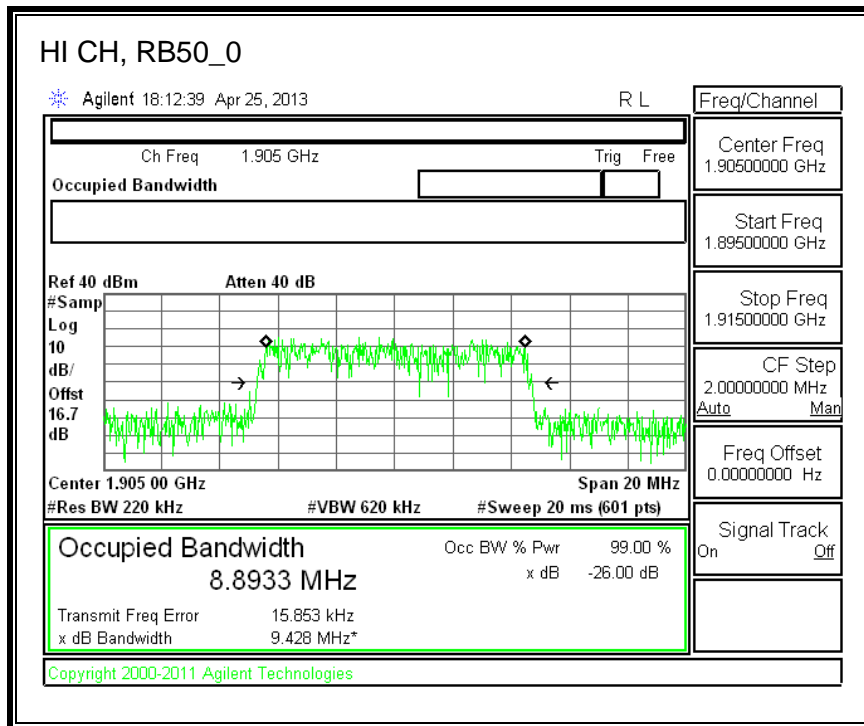 HI CH, RB50_0
Agilent 18:12:39 Apr 25, 2013 R L
Freq/Channel
Ch Freq 1.905 GHz Trig Free
Occupied Bandwidth
Center Freq
1.90500000 GHz
Start Freq
1.89500000 GHz
Stop Freq
1.91500000 GHz
CF Step
2.00000000 MHz
Auto Man
Freq Offset
0.00000000 Hz
Signal Track
On Off
Ref 40 dBm Atten 40 dB
#Samp
Log
10
dB/
Offst
16.7
dB
Center 1.905 00 GHz Span 20 MHz
#Res BW 220 kHz #VBW 620 kHz #Sweep 20 ms (601 pts)
Occupied Bandwidth Occ BW % Pwr 99.00 %
8.8933 MHz x dB -26.00 dB
Transmit Freq Error 15.853 kHz
x dB Bandwidth 9.428 MHz*
Copyright 2000-2011 Agilent Technologies